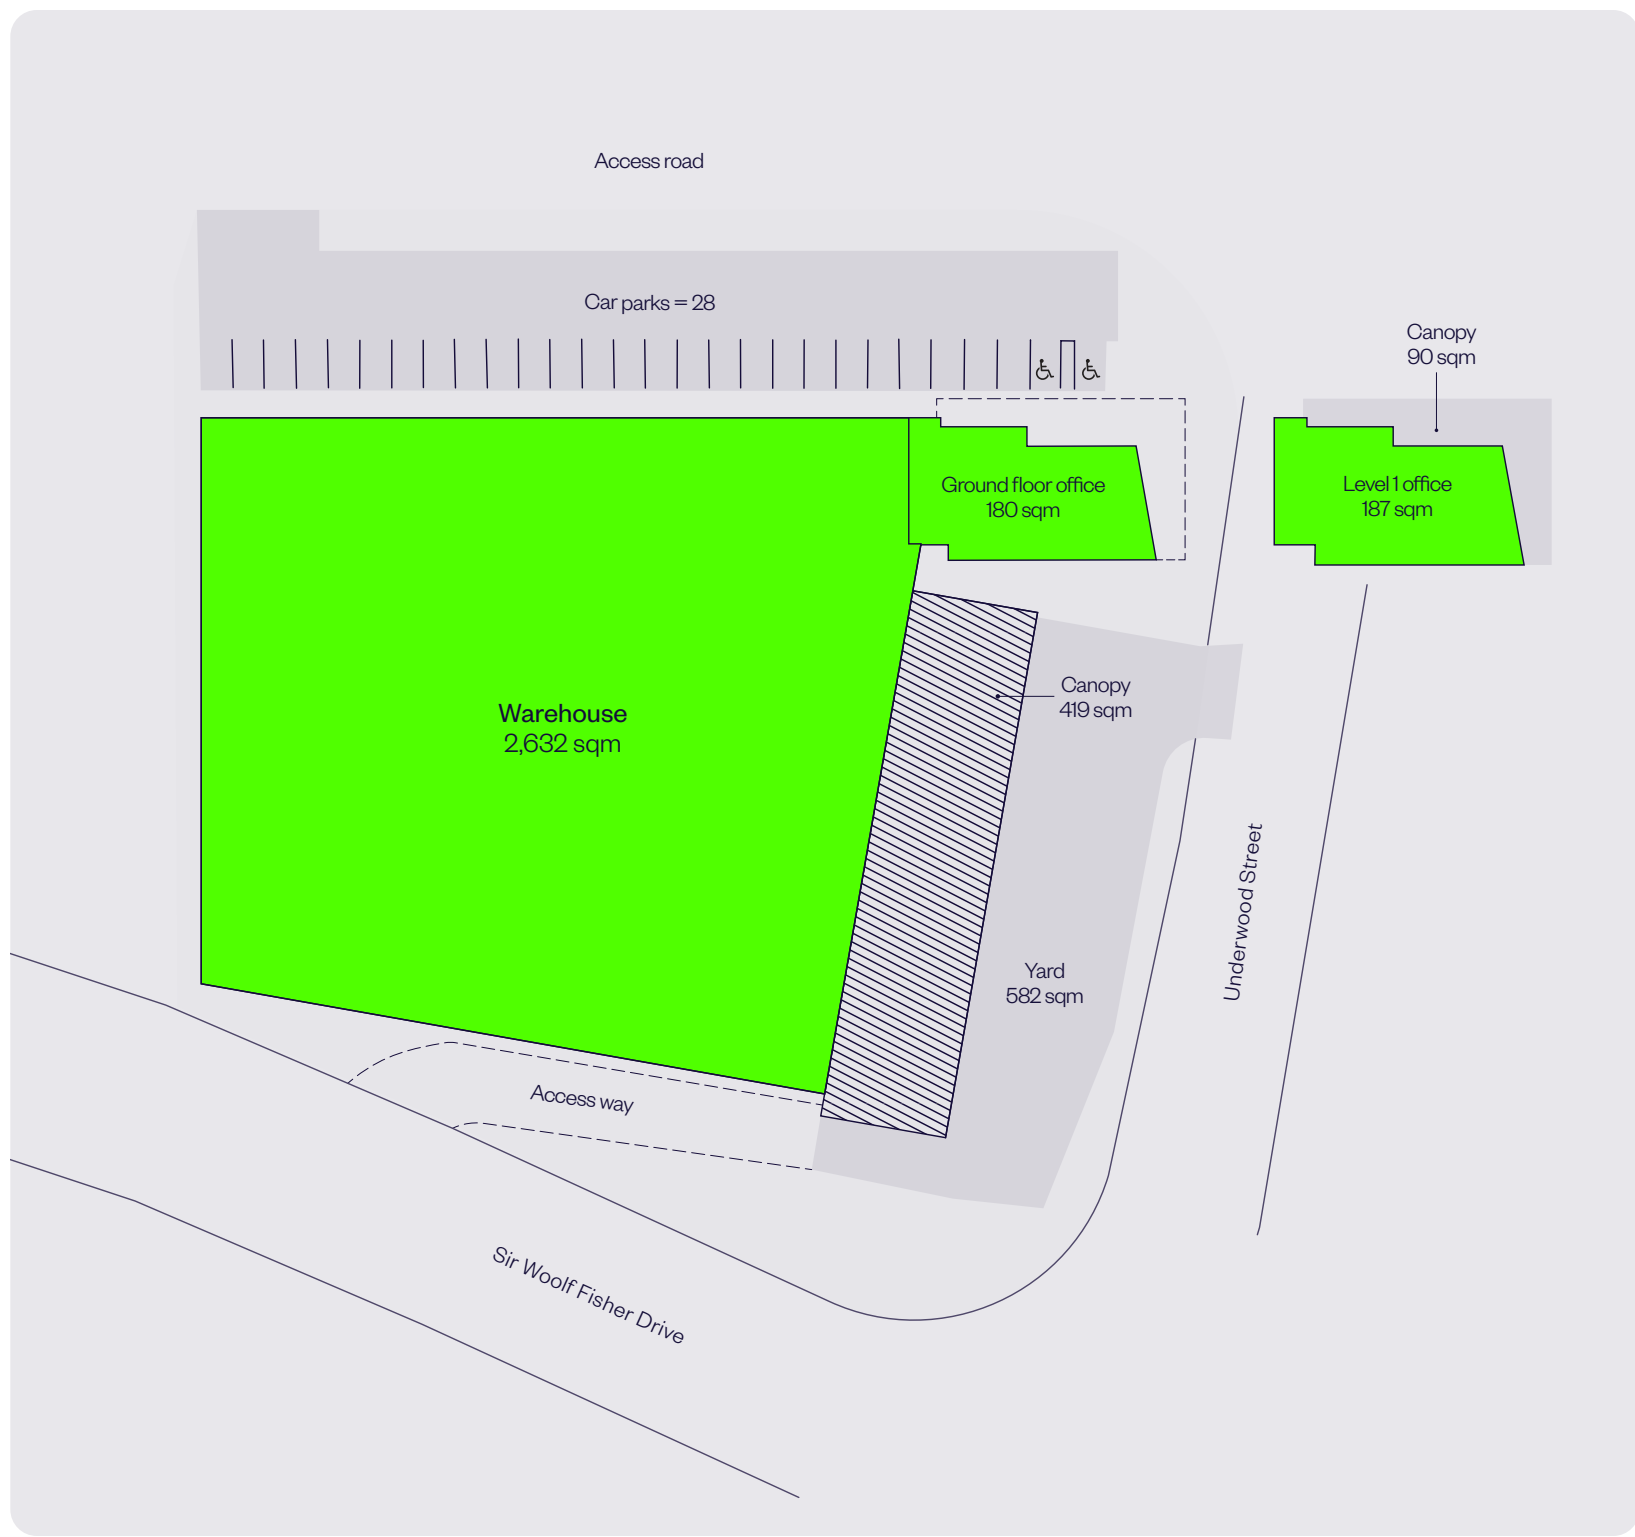 Access road
Car parks = 28
Canopy
90 sqm
Ground floor office
180 sqm
Level 1 office
187 sqm
Warehouse
2,632 sqm
Canopy
419 sqm
Yard
582 sqm
Underwood Street
Access way
Sir Woolf Fisher Drive